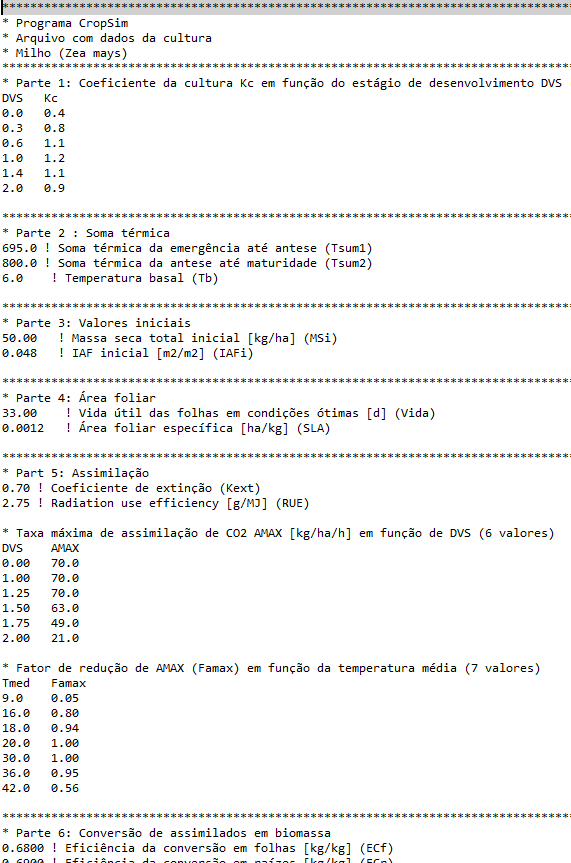 **********************************************************************************
* Programa CropSim
* Arquivo com dados da cultura
* Milho (Zea mays)
**********************************************************************************
* Parte 1: Coeficiente da cultura Kc em função do estágio de desenvolvimento DVS
DVS   Kc
0.0   0.4
0.3   0.8
0.6   1.1
1.0   1.2
1.4   1.1
2.0   0.9
**********************************************************************************
* Parte 2 : Soma térmica
695.0 ! Soma térmica da emergência até antese (Tsum1)
800.0 ! Soma térmica da antese até maturidade (Tsum2)
6.0    ! Temperatura basal (Tb)
**********************************************************************************
* Parte 3: Valores iniciais
50.00   ! Massa seca total inicial [kg/ha] (MSi)
0.048   ! IAF inicial [m2/m2] (IAFi)
**********************************************************************************
* Parte 4: Área foliar
33.00    ! Vida útil das folhas em condições ótimas [d] (Vida)
0.0012   ! Área foliar específica [ha/kg] (SLA)
**********************************************************************************
* Part 5: Assimilação
0.70 ! Coeficiente de extinção (Kext)
2.75 ! Radiation use efficiency [g/MJ] (RUE)
* Taxa máxima de assimilação de CO2 AMAX [kg/ha/h] em função de DVS (6 valores)
DVS    AMAX
0.00   70.0
1.00   70.0
1.25   70.0
1.50   63.0
1.75   49.0
2.00   21.0
* Fator de redução de AMAX (Famax) em função da temperatura média (7 valores)
Tmed   Famax
9.0    0.05
16.0   0.80
18.0   0.94
20.0   1.00
30.0   1.00
36.0   0.95
42.0   0.56
**********************************************************************************
* Parte 6: Conversão de assimilados em biomassa
0.6800 ! Eficiência da conversão em folhas [kg/kg] (ECf)